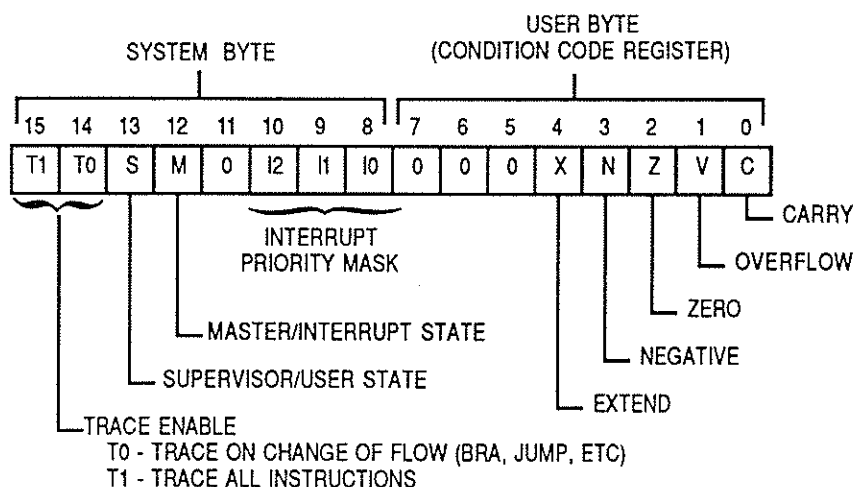 USER BYTE
SYSTEM BYTE (CONDITION CODE REGISTER)
15 14 13 12 11 10 9 8 7 6 5 4 3 2 1 0
T1 T0 S M 0 I2 I1 I0 0 0 0 X N Z V C
CARRY
INTERRUPT
PRIORITY MASK
OVERFLOW
ZERO
MASTER/INTERRUPT STATE
NEGATIVE
SUPERVISOR/USER STATE
EXTEND
TRACE ENABLE
T0 - TRACE ON CHANGE OF FLOW (BRA, JUMP, ETC)
T1 - TRACE ALL INSTRUCTIONS